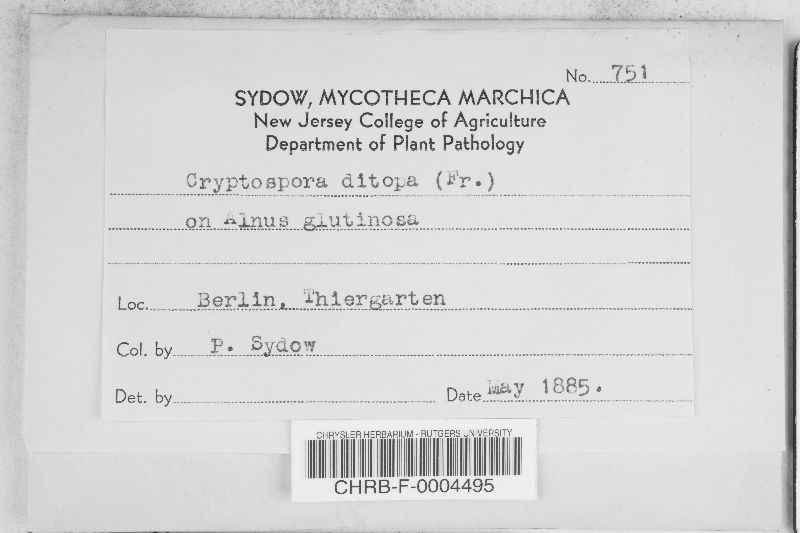 No. 751
SYDOW, MYCOTHECA MARCHICA
New Jersey College of Agriculture
Department of Plant Pathology
Cryptospora ditopa (Fr.)
on Alnus glutinosa
Loc. Berlin, Thiergarten
Col. by P. Sydow
Det. by
Date May 1885.
CHRYSLER HERBARIUM - RUTGERS UNIVERSITY
CHRB-F-0004495